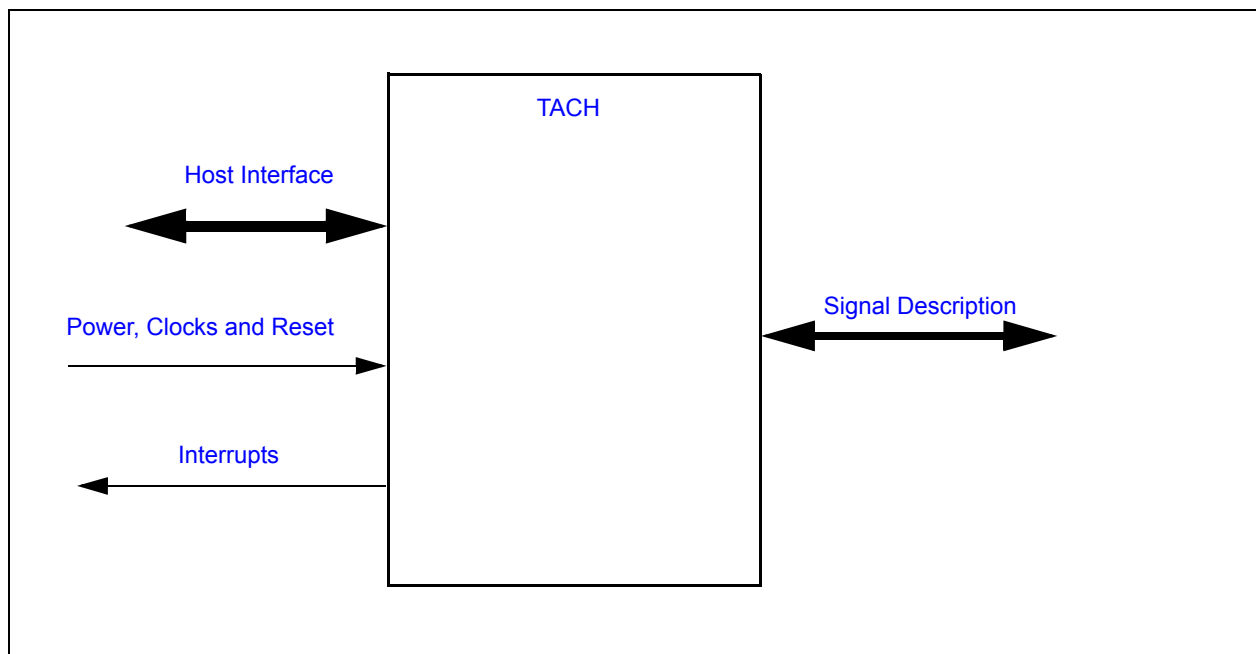 TACH
Host Interface
Signal Description
Power, Clocks and Reset
Interrupts